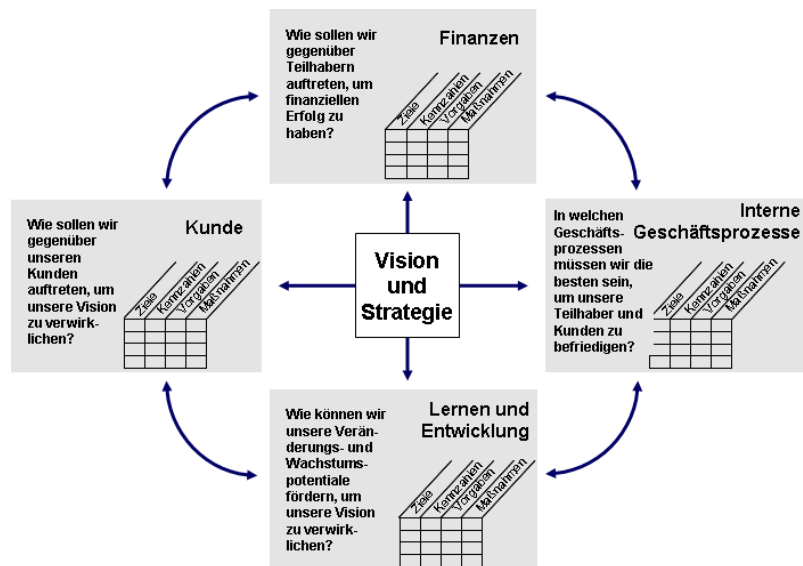 Wie sollen wir
gegenüber
Teilhabern
auftreten, um
finanziellen
Erfolg zu
haben?
Finanzen
Ziele
Kennzahlen
Vorgaben
Maßnahmen
Wie sollen wir
gegenüber
unseren
Kunden
auftreten, um
unsere Vision
zu verwirk-
lichen?
Kunde
Ziele
Kennzahlen
Vorgaben
Maßnahmen
Vision
und
Strategie
In welchen
Geschäfts-
prozessen
müssen wir die
besten sein,
um unsere
Teilhaber und
Kunden zu
befriedigen?
Interne
Geschäftsprozesse
Ziele
Kennzahlen
Vorgaben
Maßnahmen
Wie können wir
unsere Verän-
derungs- und
Wachstums-
potentiale
fördern, um
unsere Vision
zu verwirk-
lichen?
Lernen und
Entwicklung
Ziele
Kennzahlen
Vorgaben
Maßnahmen